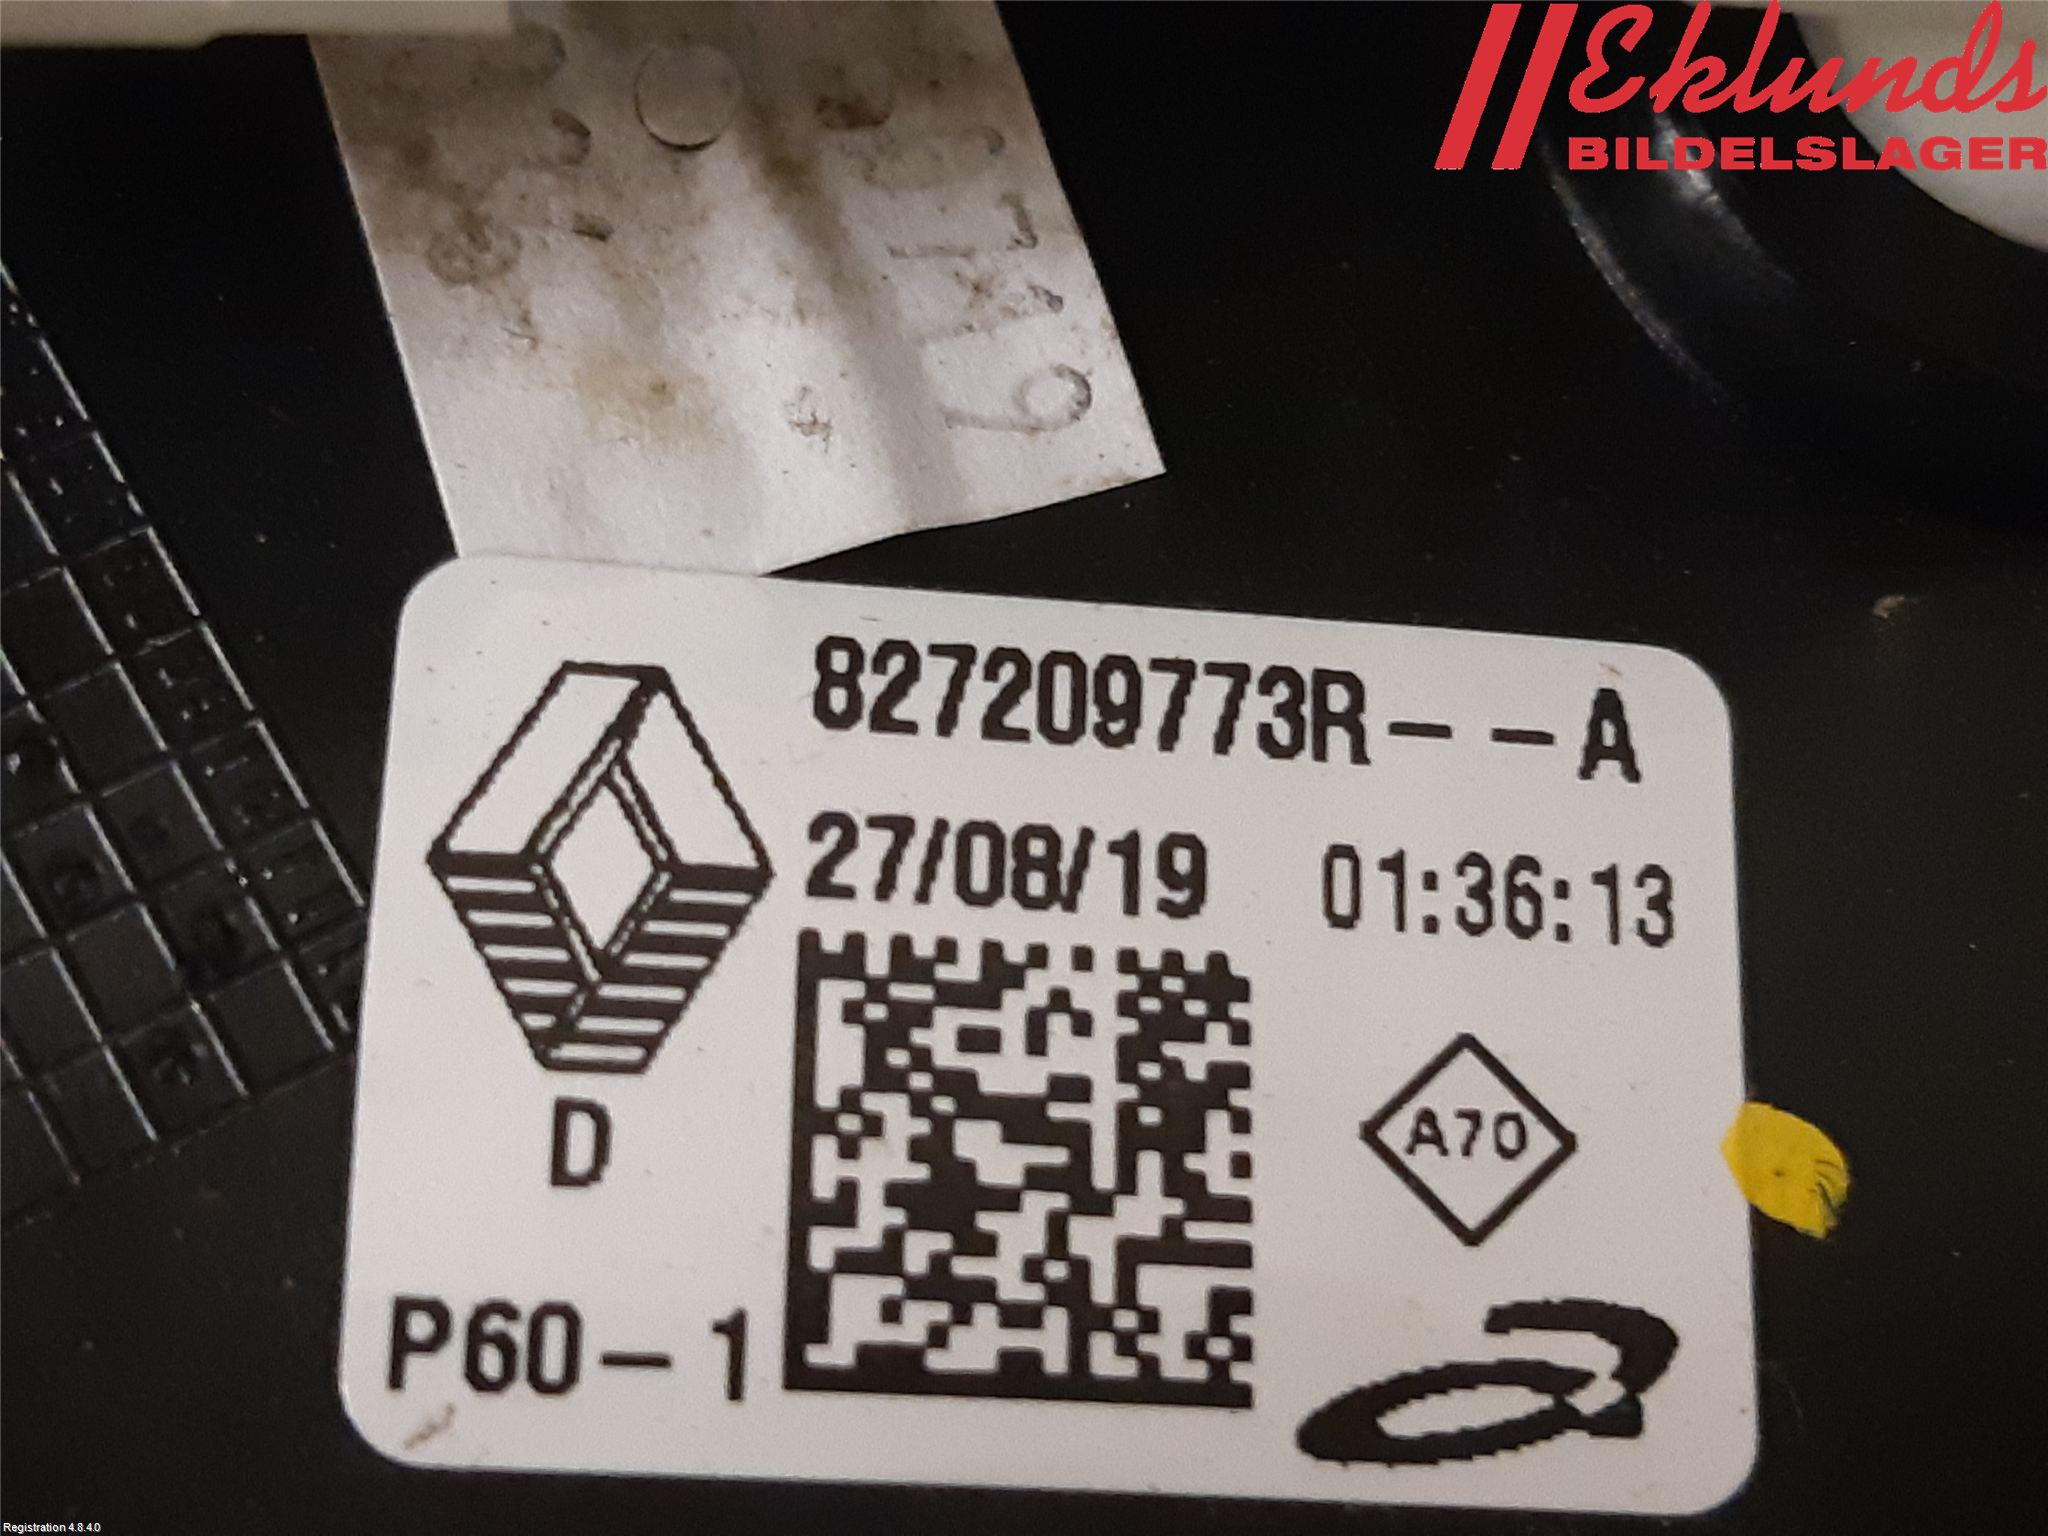 Eklunds
BILDELSLAGER
827209773R--A
27/08/19 01:36:13
A70
D
P60-1
Registration 4.8.4.0